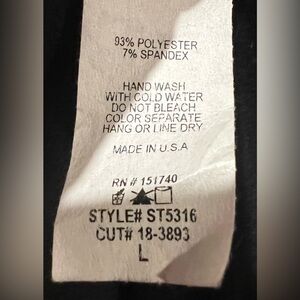 93% POLYESTER
7% SPANDEX
HAND WASH
WITH COLD WATER
DO NOT BLEACH
COLOR SEPARATE
HANG OR LINE DRY
MADE IN U.S.A
RN # 151740
STYLE# ST5316
CUT# 18-3893
L